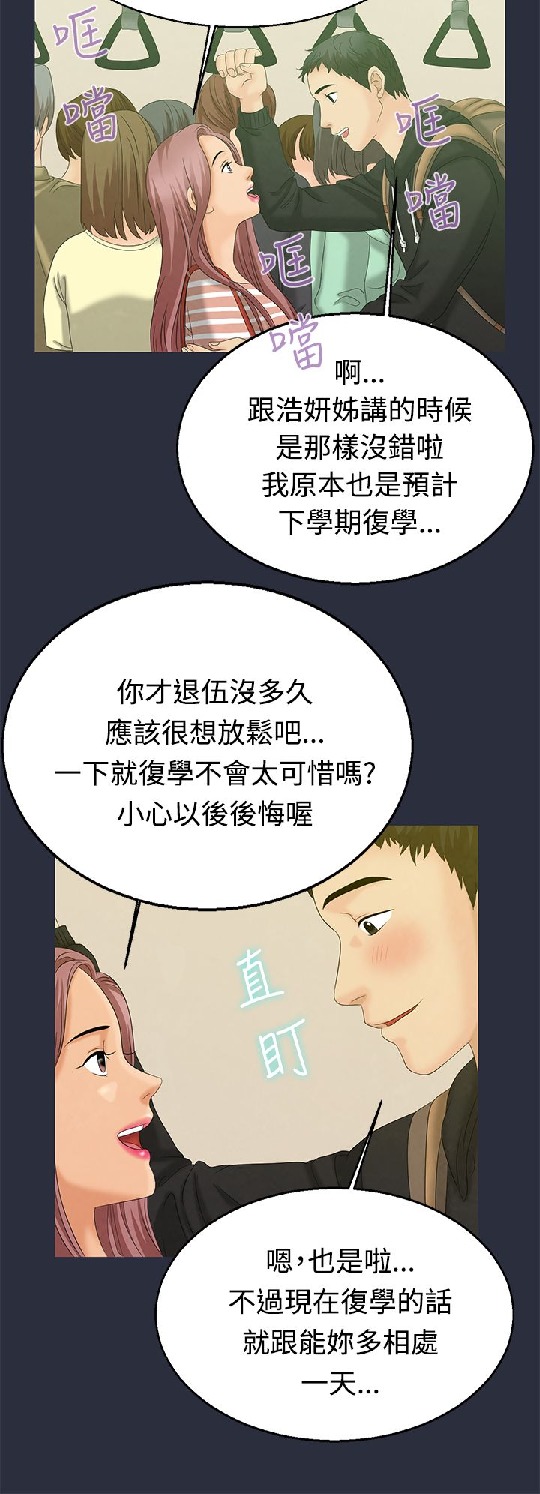 哐
噹
哐
噹
哐
噹
啊...
跟浩妍姊講的時候
是那樣沒錯啦
我原本也是預計
下學期復學...
你才退伍沒多久
應該很想放鬆吧...
一下就復學不會太可惜嗎?
小心以後後悔喔
直
盯
嗯，也是啦...
不過現在復學的話
就跟能妳多相處
一天...